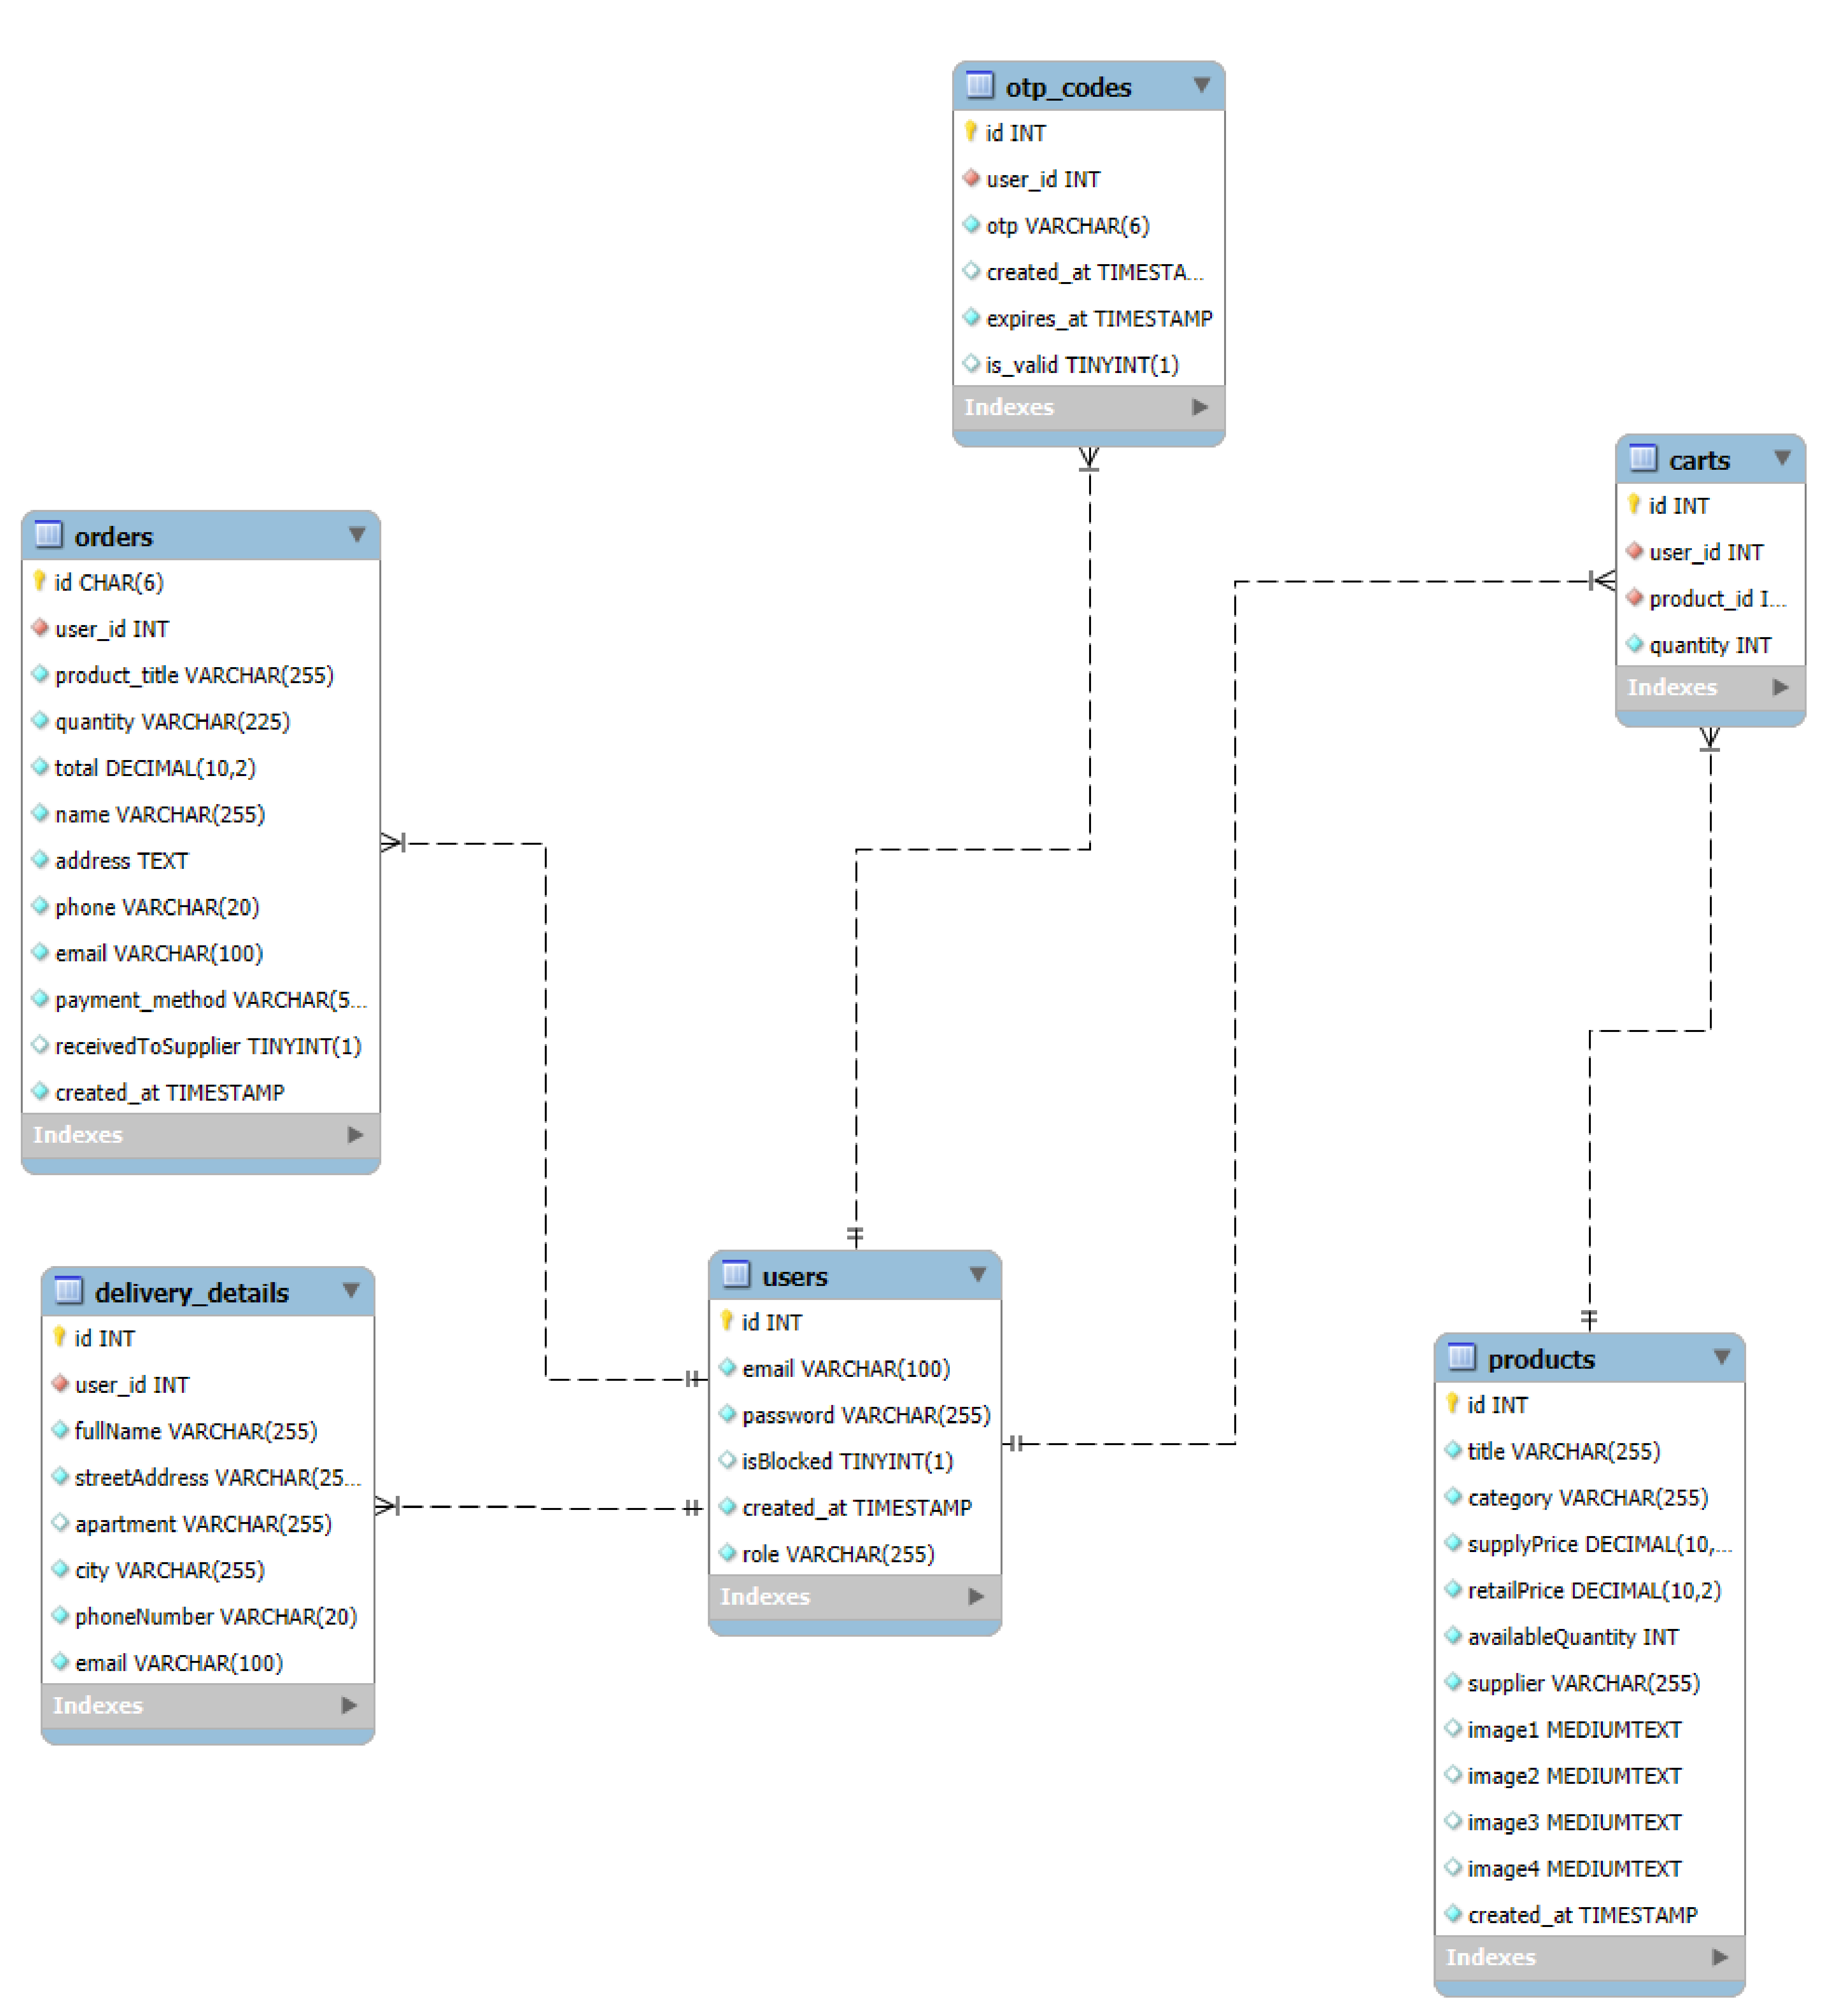 otp_codes
id INT
user_id INT
otp VARCHAR(6)
created_at TIMESTA...
expires_at TIMESTAMP
is_valid TINYINT(1)
Indexes
carts
id INT
user_id INT
product_id I...
quantity INT
Indexes
orders
id CHAR(6)
user_id INT
product_title VARCHAR(255)
quantity VARCHAR(225)
total DECIMAL(10,2)
name VARCHAR(255)
address TEXT
phone VARCHAR(20)
email VARCHAR(100)
payment_method VARCHAR(5...
receivedToSupplier TINYINT(1)
created_at TIMESTAMP
Indexes
delivery_details
id INT
user_id INT
fullName VARCHAR(255)
streetAddress VARCHAR(25...
apartment VARCHAR(255)
city VARCHAR(255)
phoneNumber VARCHAR(20)
email VARCHAR(100)
Indexes
users
id INT
email VARCHAR(100)
password VARCHAR(255)
isBlocked TINYINT(1)
created_at TIMESTAMP
role VARCHAR(255)
Indexes
products
id INT
title VARCHAR(255)
category VARCHAR(255)
supplyPrice DECIMAL(10,...
retailPrice DECIMAL(10,2)
availableQuantity INT
supplier VARCHAR(255)
image1 MEDIUMTEXT
image2 MEDIUMTEXT
image3 MEDIUMTEXT
image4 MEDIUMTEXT
created_at TIMESTAMP
Indexes